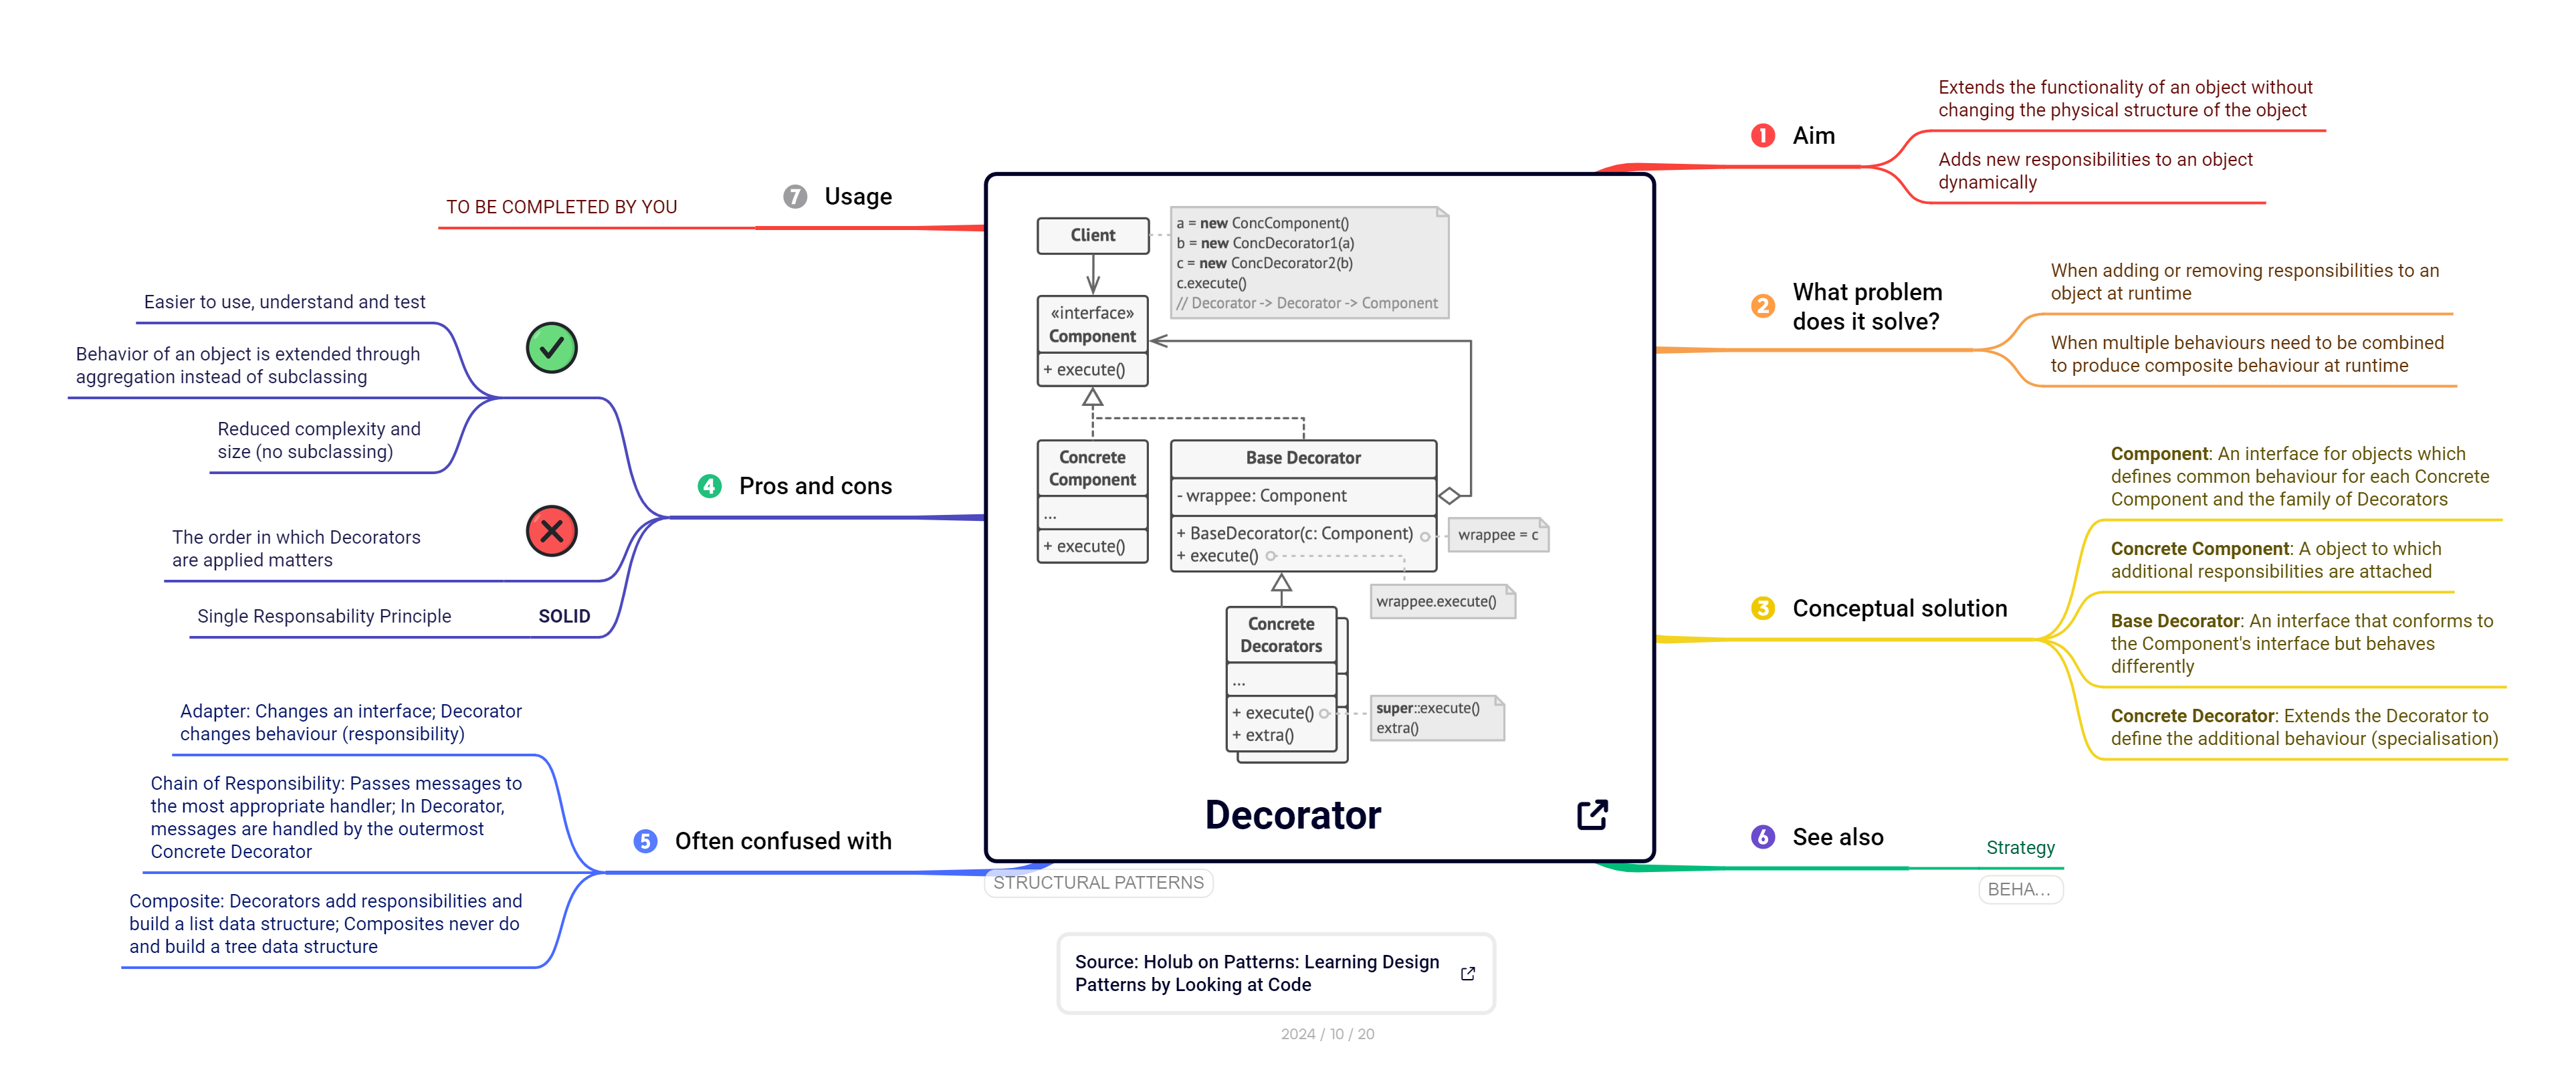 ❶ Aim
Extends the functionality of an object without
changing the physical structure of the object
Adds new responsibilities to an object
dynamically
❷ What problem
does it solve?
When adding or removing responsibilities to an
object at runtime
When multiple behaviours need to be combined
to produce composite behaviour at runtime
❸ Conceptual solution
Component: An interface for objects which
defines common behaviour for each Concrete
Component and the family of Decorators
Concrete Component: A object to which
additional responsibilities are attached
Base Decorator: An interface that conforms to
the Component's interface but behaves
differently
Concrete Decorator: Extends the Decorator to
define the additional behaviour (specialisation)
❹ Pros and cons
Easier to use, understand and test
Behavior of an object is extended through
aggregation instead of subclassing
Reduced complexity and
size (no subclassing)
The order in which Decorators
are applied matters
SOLID
Single Responsability Principle
❺ Often confused with
Adapter: Changes an interface; Decorator
changes behaviour (responsibility)
Chain of Responsibility: Passes messages to
the most appropriate handler; In Decorator,
messages are handled by the outermost
Concrete Decorator
Composite: Decorators add responsibilities and
build a list data structure; Composites never do
and build a tree data structure
❻ See also
Strategy
BEHA...
❼ Usage
TO BE COMPLETED BY YOU
Client
a = new ConcComponent()
b = new ConcDecorator1(a)
c = new ConcDecorator2(b)
c.execute()
// Decorator -> Decorator -> Component
«interface»
Component
+ execute()
Concrete
Component
...
+ execute()
Base Decorator
- wrappee: Component
+ BaseDecorator(c: Component)
+ execute()
wrappee = c
wrappee.execute()
Concrete
Decorators
...
+ execute()
+ extra()
super::execute()
extra()
Decorator
STRUCTURAL PATTERNS
Source: Holub on Patterns: Learning Design
Patterns by Looking at Code
2024 / 10 / 20